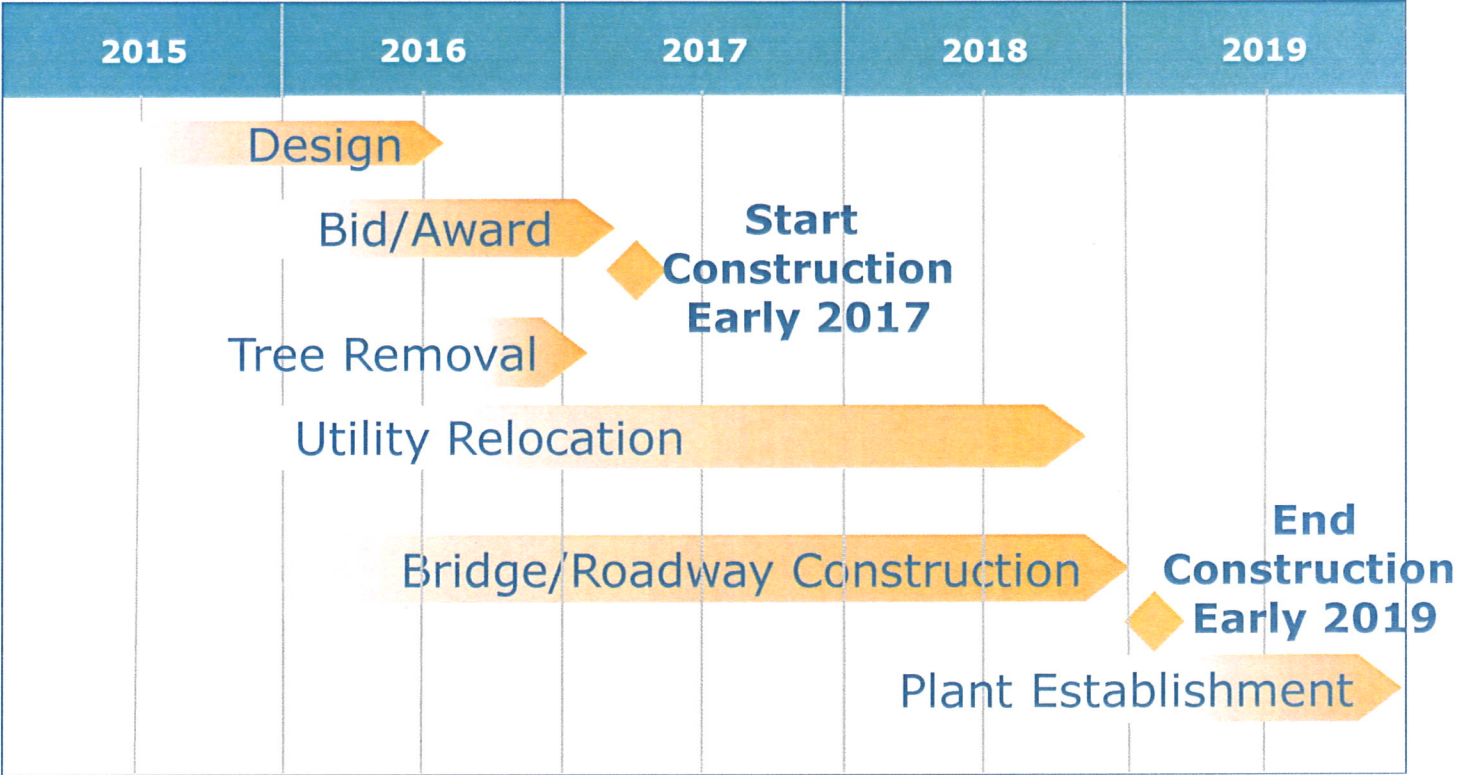 2015 2016 2017 2018 2019
Design
Bid/Award
Start
Construction
Early 2017
Tree Removal
Utility Relocation
Bridge/Roadway Construction
End
Construction
Early 2019
Plant Establishment